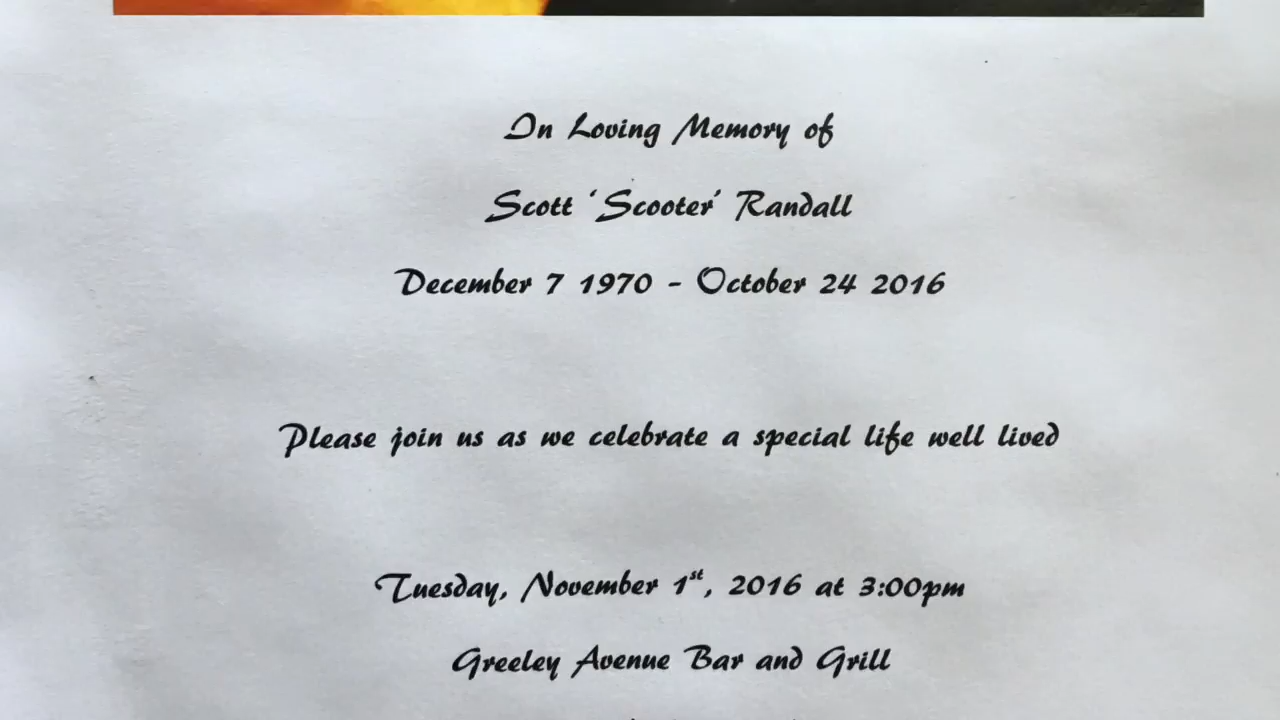 In Loving Memory of
Scott ‘Scooter’ Randall
December 7 1970 - October 24 2016
Please join us as we celebrate a special life well lived
Tuesday, November 1st, 2016 at 3:00pm
Greeley Avenue Bar and Grill